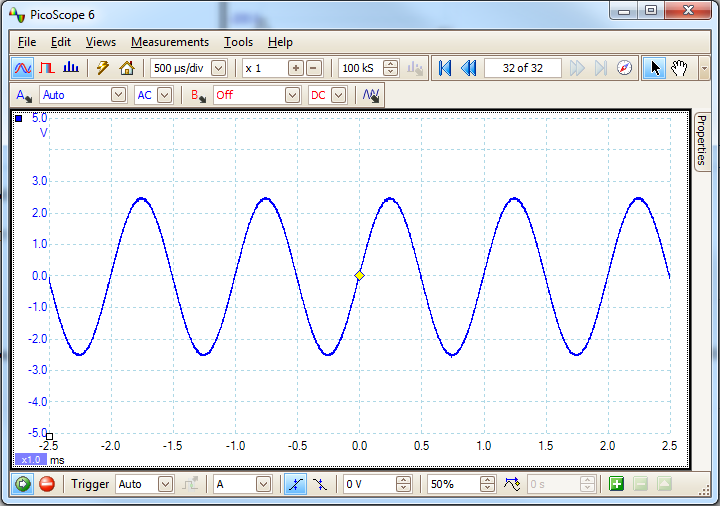 PicoScope 6
File Edit Views Measurements Tools Help
500 µs/div x 1 100 kS 32 of 32
A Auto AC B Off DC
5.0
V
3.0
2.0
1.0
0.0
-1.0
-2.0
-3.0
-4.0
-5.0
-2.5 -2.0 -1.5 -1.0 -0.5 0.0 0.5 1.0 1.5 2.0 2.5
x1.0 ms
Properties
Trigger Auto A 0 V 50% 0 s